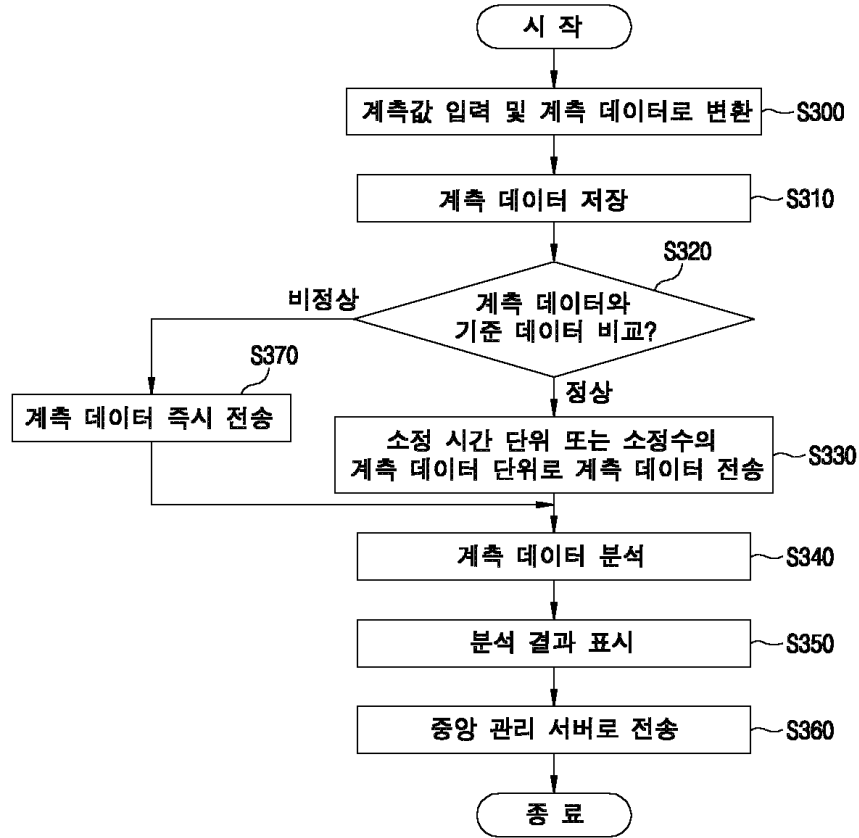 시 작
계측값 입력 및 계측 데이터로 변환
S300
계측 데이터 저장
S310
S320
계측 데이터와
기준 데이터 비교?
비정상
정상
S370
계측 데이터 즉시 전송
소정 시간 단위 또는 소정수의
계측 데이터 단위로 계측 데이터 전송
S330
계측 데이터 분석
S340
분석 결과 표시
S350
중앙 관리 서버로 전송
S360
종 료